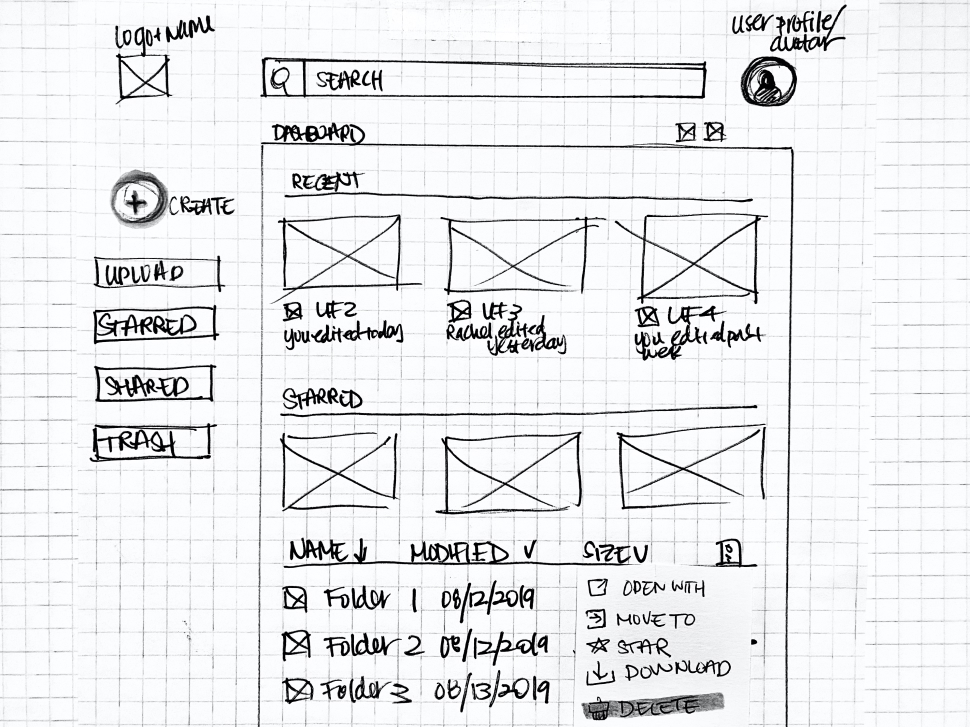 logo+NAME
user profile/
avatar
SEARCH
DASHBOARD
RECENT
CREATE
UPLOAD
STARRED
SHARED
TRASH
UF2
you edited today
UF3
Rachel edited
yesterday
UF4
you edited past
week
STARRED
NAME MODIFIED SIZE
Folder 1 08/12/2019
Folder 2 08/12/2019
Folder 3 08/13/2019
OPEN WITH
MOVE TO
STAR
DOWNLOAD
DELETE